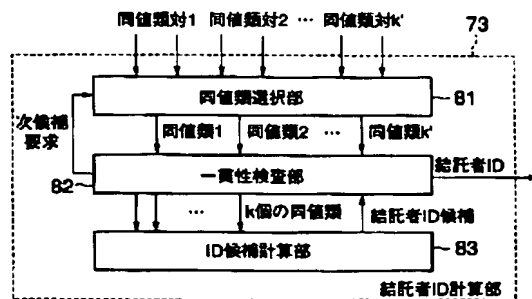 同値類対1 同値類対2 … 同値類対k'
73
同値類選択部
81
次候補
要求
同値類1 同値類2 … 同値類k'
一貫性検査部
82
結託者ID
… k個の同値類
結託者ID候補
ID候補計算部
83
結託者ID計算部